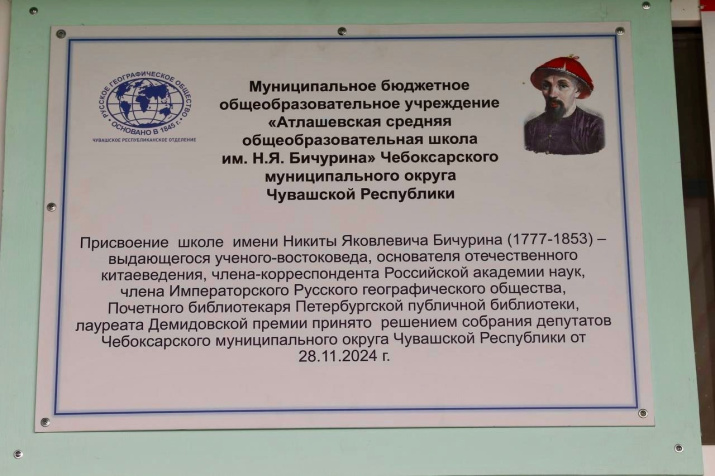 РУССКОЕ ГЕОГРАФИЧЕСКОЕ ОБЩЕСТВО
• ОСНОВАНО В 1845 г. •
ЧУВАШСКОЕ РЕСПУБЛИКАНСКОЕ ОТДЕЛЕНИЕ
Муниципальное бюджетное
общеобразовательное учреждение
«Атлашевская средняя
общеобразовательная школа
им. Н.Я. Бичурина» Чебоксарского
муниципального округа
Чувашской Республики
Присвоение школе имени Никиты Яковлевича Бичурина (1777-1853) –
выдающегося ученого-востоковеда, основателя отечественного
китаеведения, члена-корреспондента Российской академии наук,
члена Императорского Русского географического общества,
Почетного библиотекаря Петербургской публичной библиотеки,
лауреата Демидовской премии принято решением собрания депутатов
Чебоксарского муниципального округа Чувашской Республики от
28.11.2024 г.